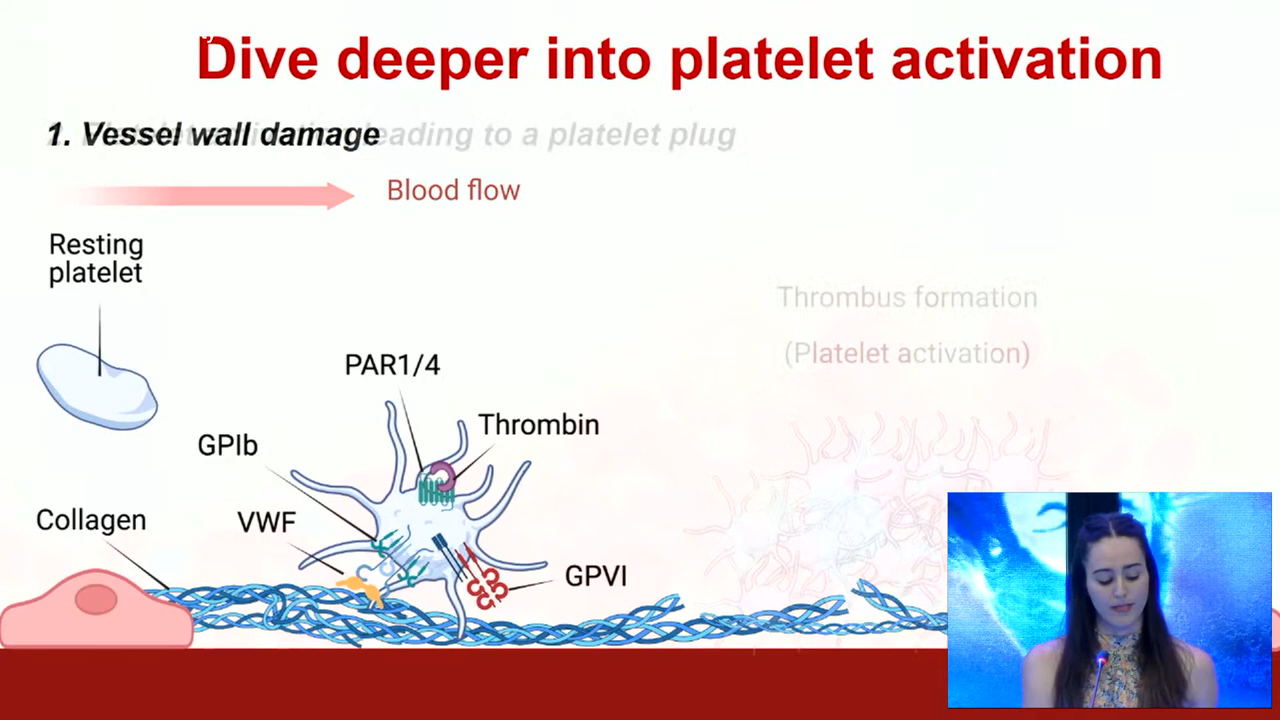 Dive deeper into platelet activation
1. Vessel wall damage
leading to a platelet plug
Blood flow
Resting
platelet
Thrombus formation
(Platelet activation)
PAR1/4
Thrombin
GPIb
Collagen
VWF
GPVI